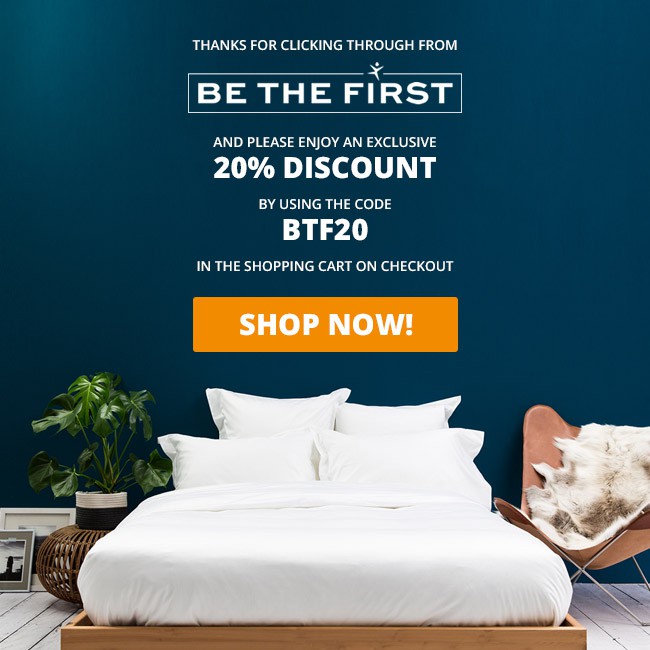 THANKS FOR CLICKING THROUGH FROM
BE THE FIRST
AND PLEASE ENJOY AN EXCLUSIVE
20% DISCOUNT
BY USING THE CODE
BTF20
IN THE SHOPPING CART ON CHECKOUT
SHOP NOW!